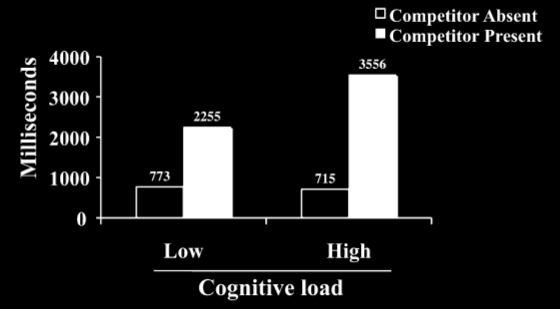 Competitor Absent
Competitor Present
Milliseconds
4000
3000
2000
1000
0
773
2255
715
3556
Low
High
Cognitive load